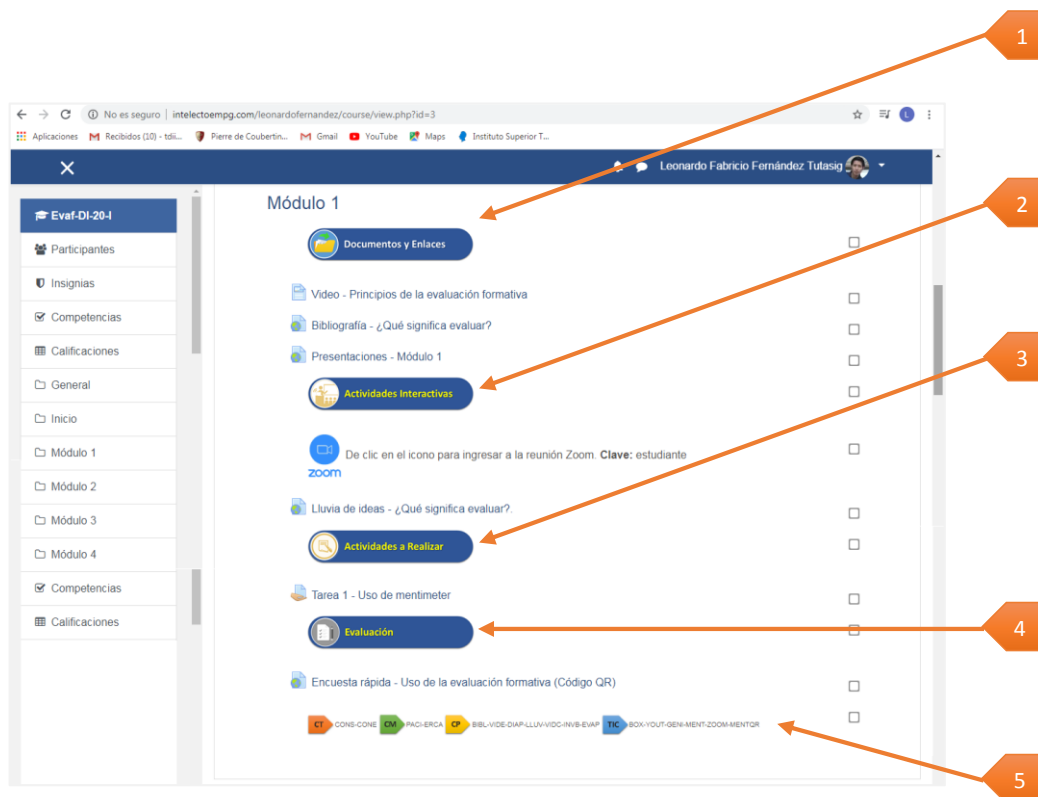 1
No es seguro | intelectoempg.com/leonardofernandez/course/view.php?id=3
L
Aplicaciones Recibidos (10) - tdii... Pierre de Coubertin... Gmail YouTube Maps Instituto Superior T...
Leonardo Fabricio Fernández Tutasig
Módulo 1
2
Evaf-DI-20-I
Documentos y Enlaces
Participantes
Insignias
Video - Principios de la evaluación formativa
Competencias
Bibliografía - ¿Qué significa evaluar?
Calificaciones
Presentaciones - Módulo 1
3
General
Actividades Interactivas
Inicio
Módulo 1
De clic en el icono para ingresar a la reunión Zoom. Clave: estudiante
zoom
Módulo 2
Lluvia de ideas - ¿Qué significa evaluar?.
Módulo 3
Actividades a Realizar
Módulo 4
Competencias
Tarea 1 - Uso de mentimeter
Calificaciones
Evaluación
4
Encuesta rápida - Uso de la evaluación formativa (Código QR)
CT CONS-CONE CM PACI-ERCA CP BIBL-VIDE-DIAP-LLUV-VIDC-INVB-EVAP TIC BOX-YOUT-GENI-MENT-ZOOM-MENTQR
5